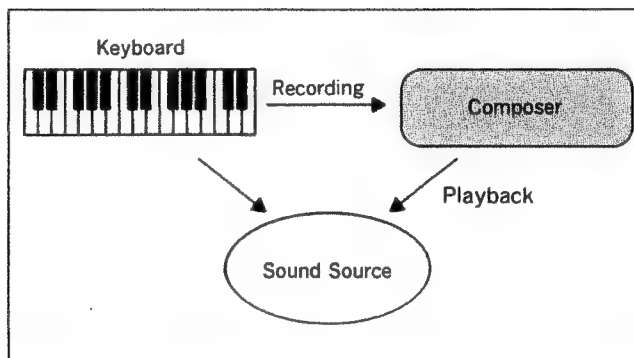 Keyboard
Recording
Composer
Playback
Sound Source